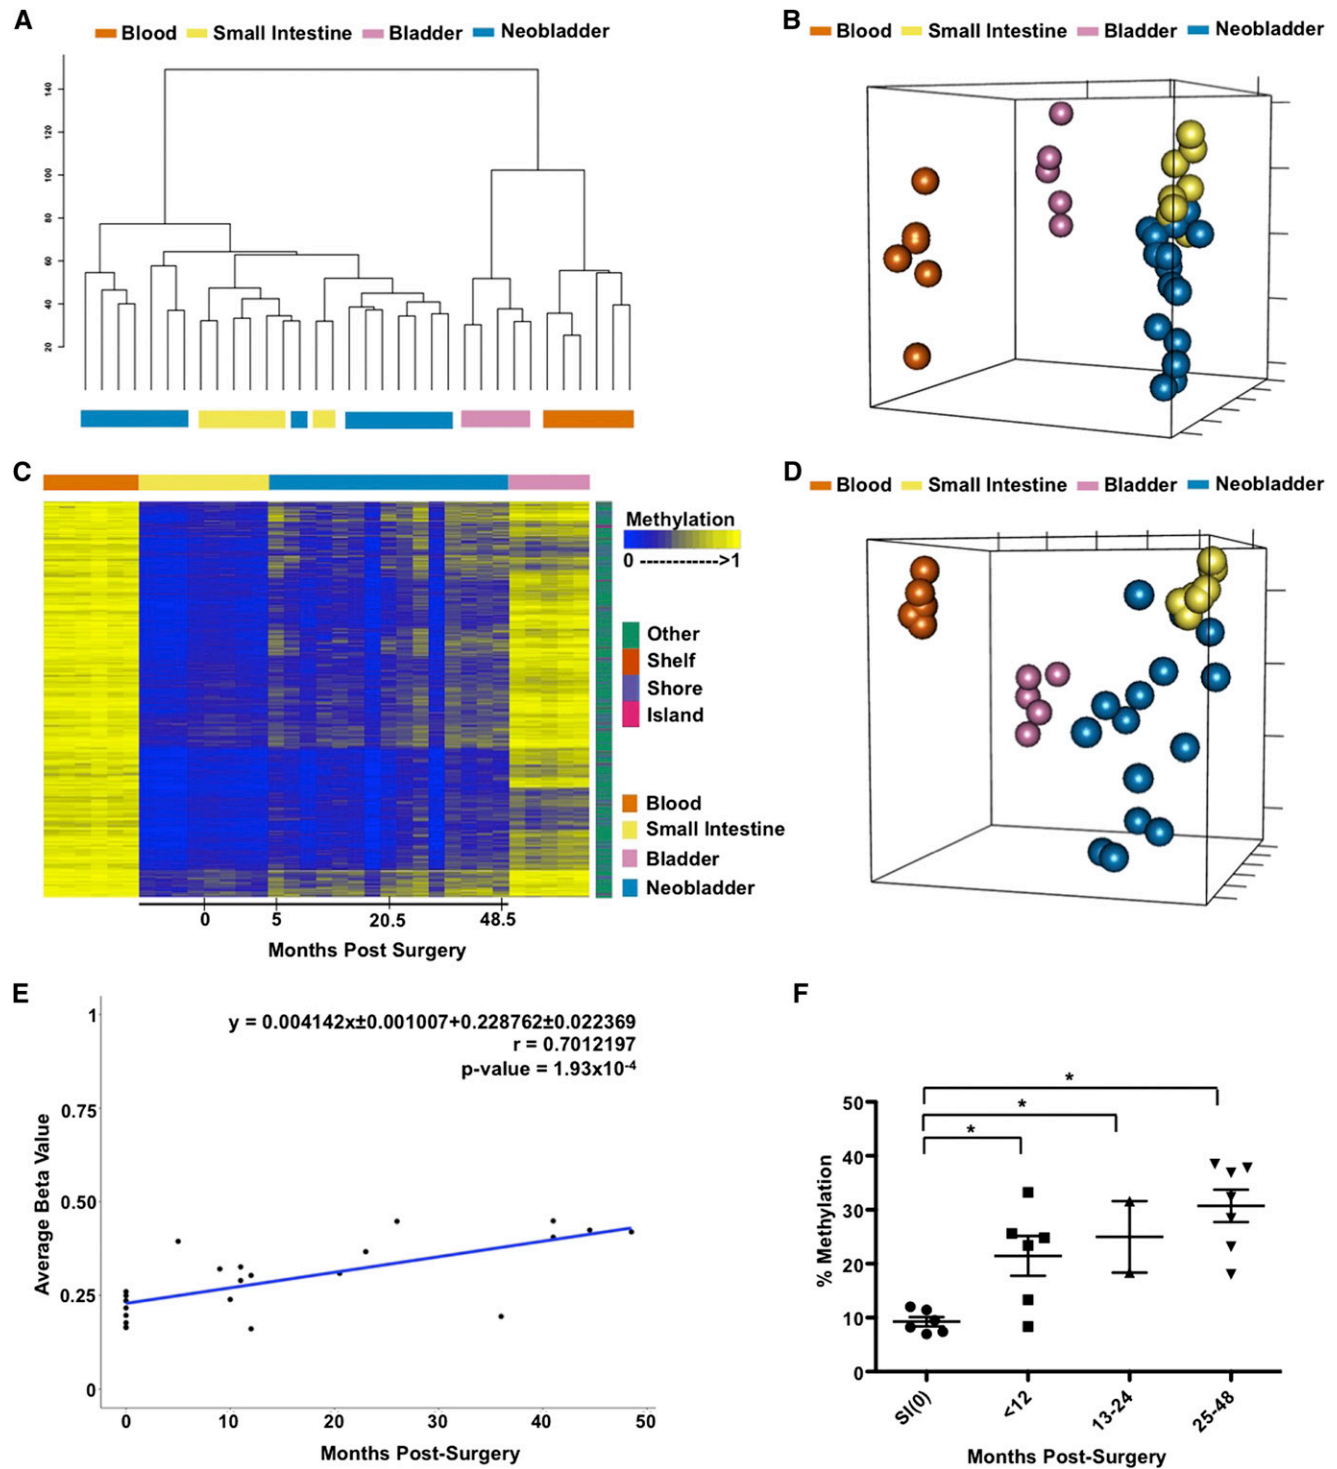 A
Blood Small Intestine Bladder Neobladder
140
120
100
80
60
40
20
B
Blood Small Intestine Bladder Neobladder
C
Methylation
0 ------------->1
Other
Shelf
Shore
Island
Blood
Small Intestine
Bladder
Neobladder
0 5 20.5 48.5
Months Post Surgery
D
Blood Small Intestine Bladder Neobladder
E
y = 0.004142x±0.001007+0.228762±0.022369
r = 0.7012197
p-value = 1.93x10-4
1
0.75
0.50
0.25
0
Average Beta Value
0 10 20 30 40 50
Months Post-Surgery
F
* 
*
*
50
40
30
20
10
0
% Methylation
SI(0) <12 13-24 25-48
Months Post-Surgery